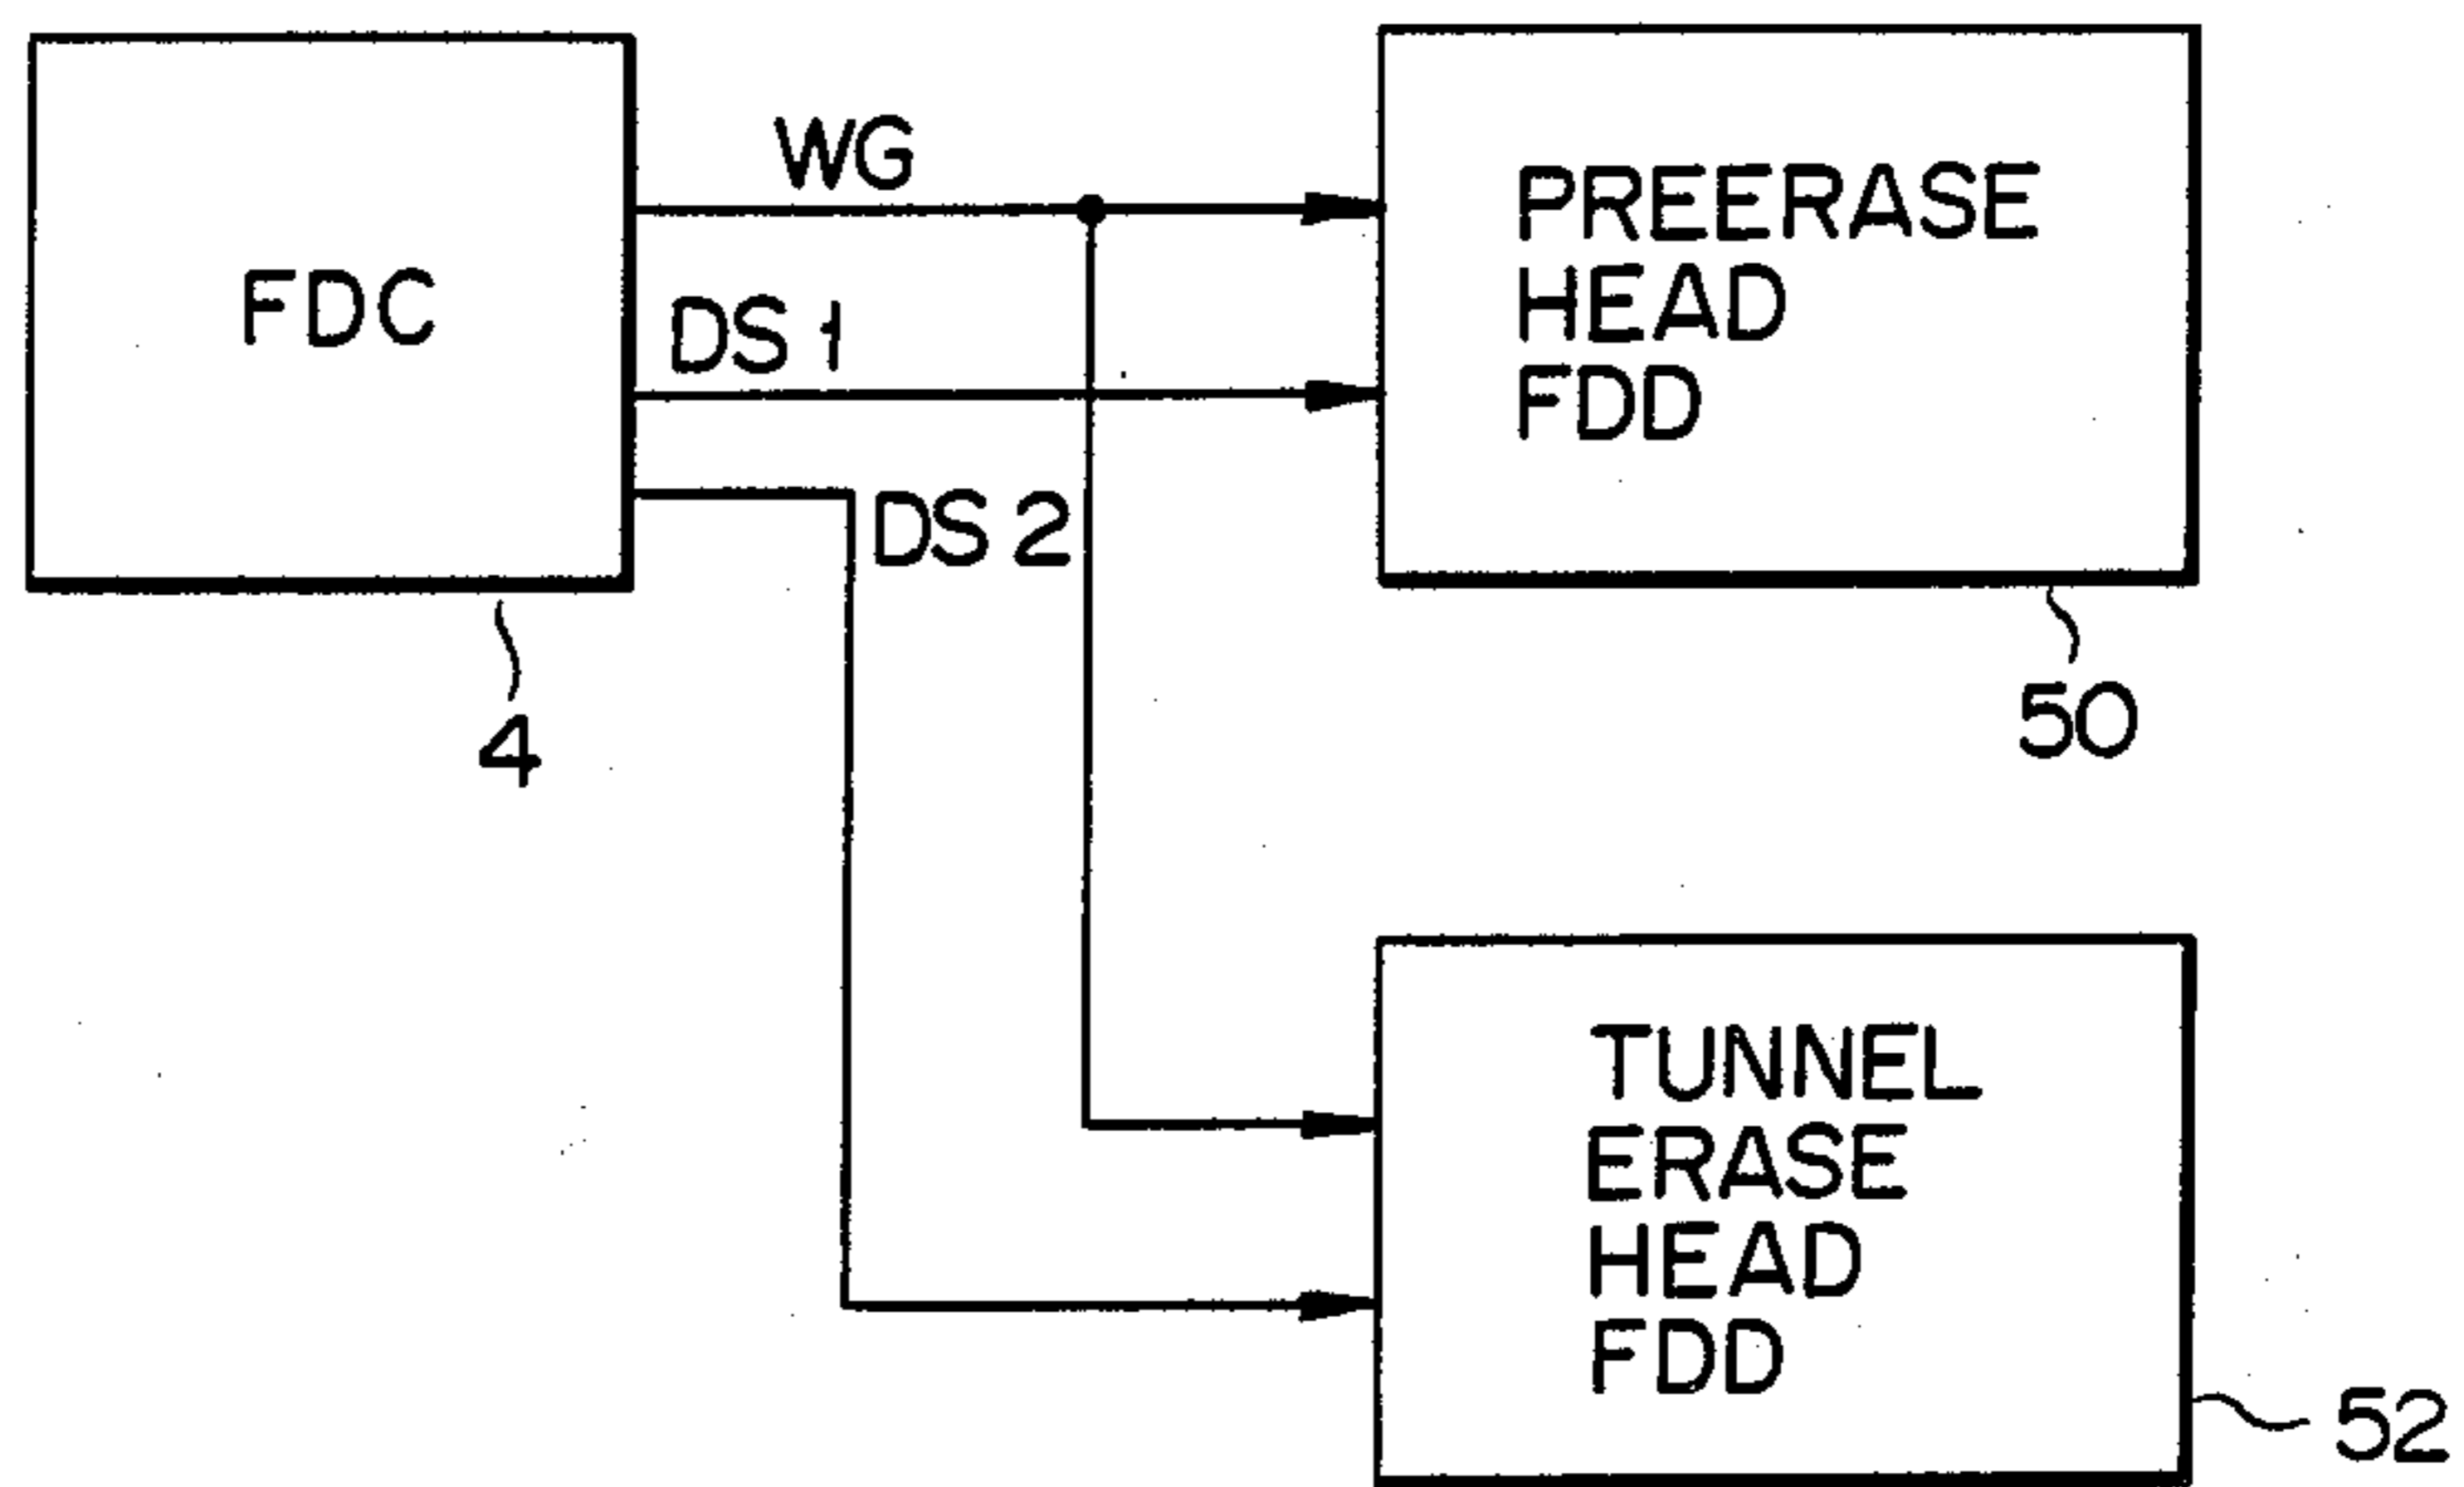 FDC
WG
DS 1
DS 2
PREERASE
HEAD
FDD
4
50
TUNNEL
ERASE
HEAD
FDD
52